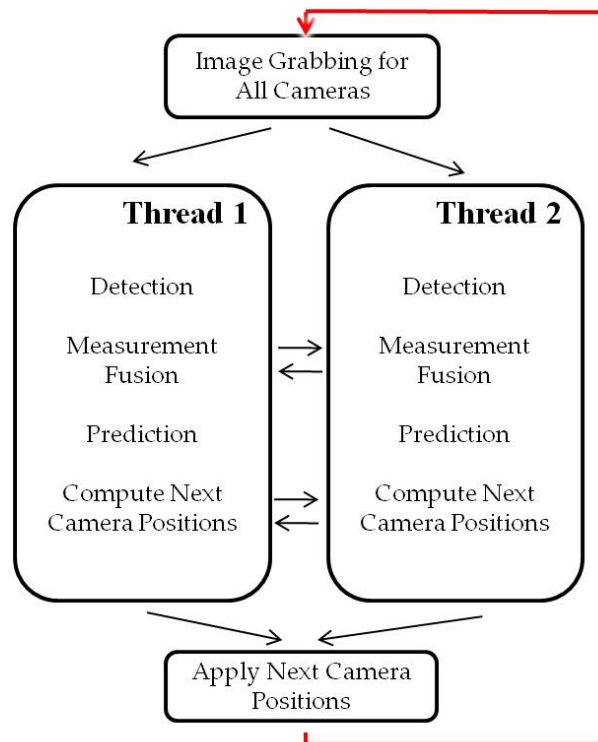 Image Grabbing for
All Cameras
Thread 1
Detection
Measurement
Fusion
Prediction
Compute Next
Camera Positions
Thread 2
Detection
Measurement
Fusion
Prediction
Compute Next
Camera Positions
Apply Next Camera
Positions